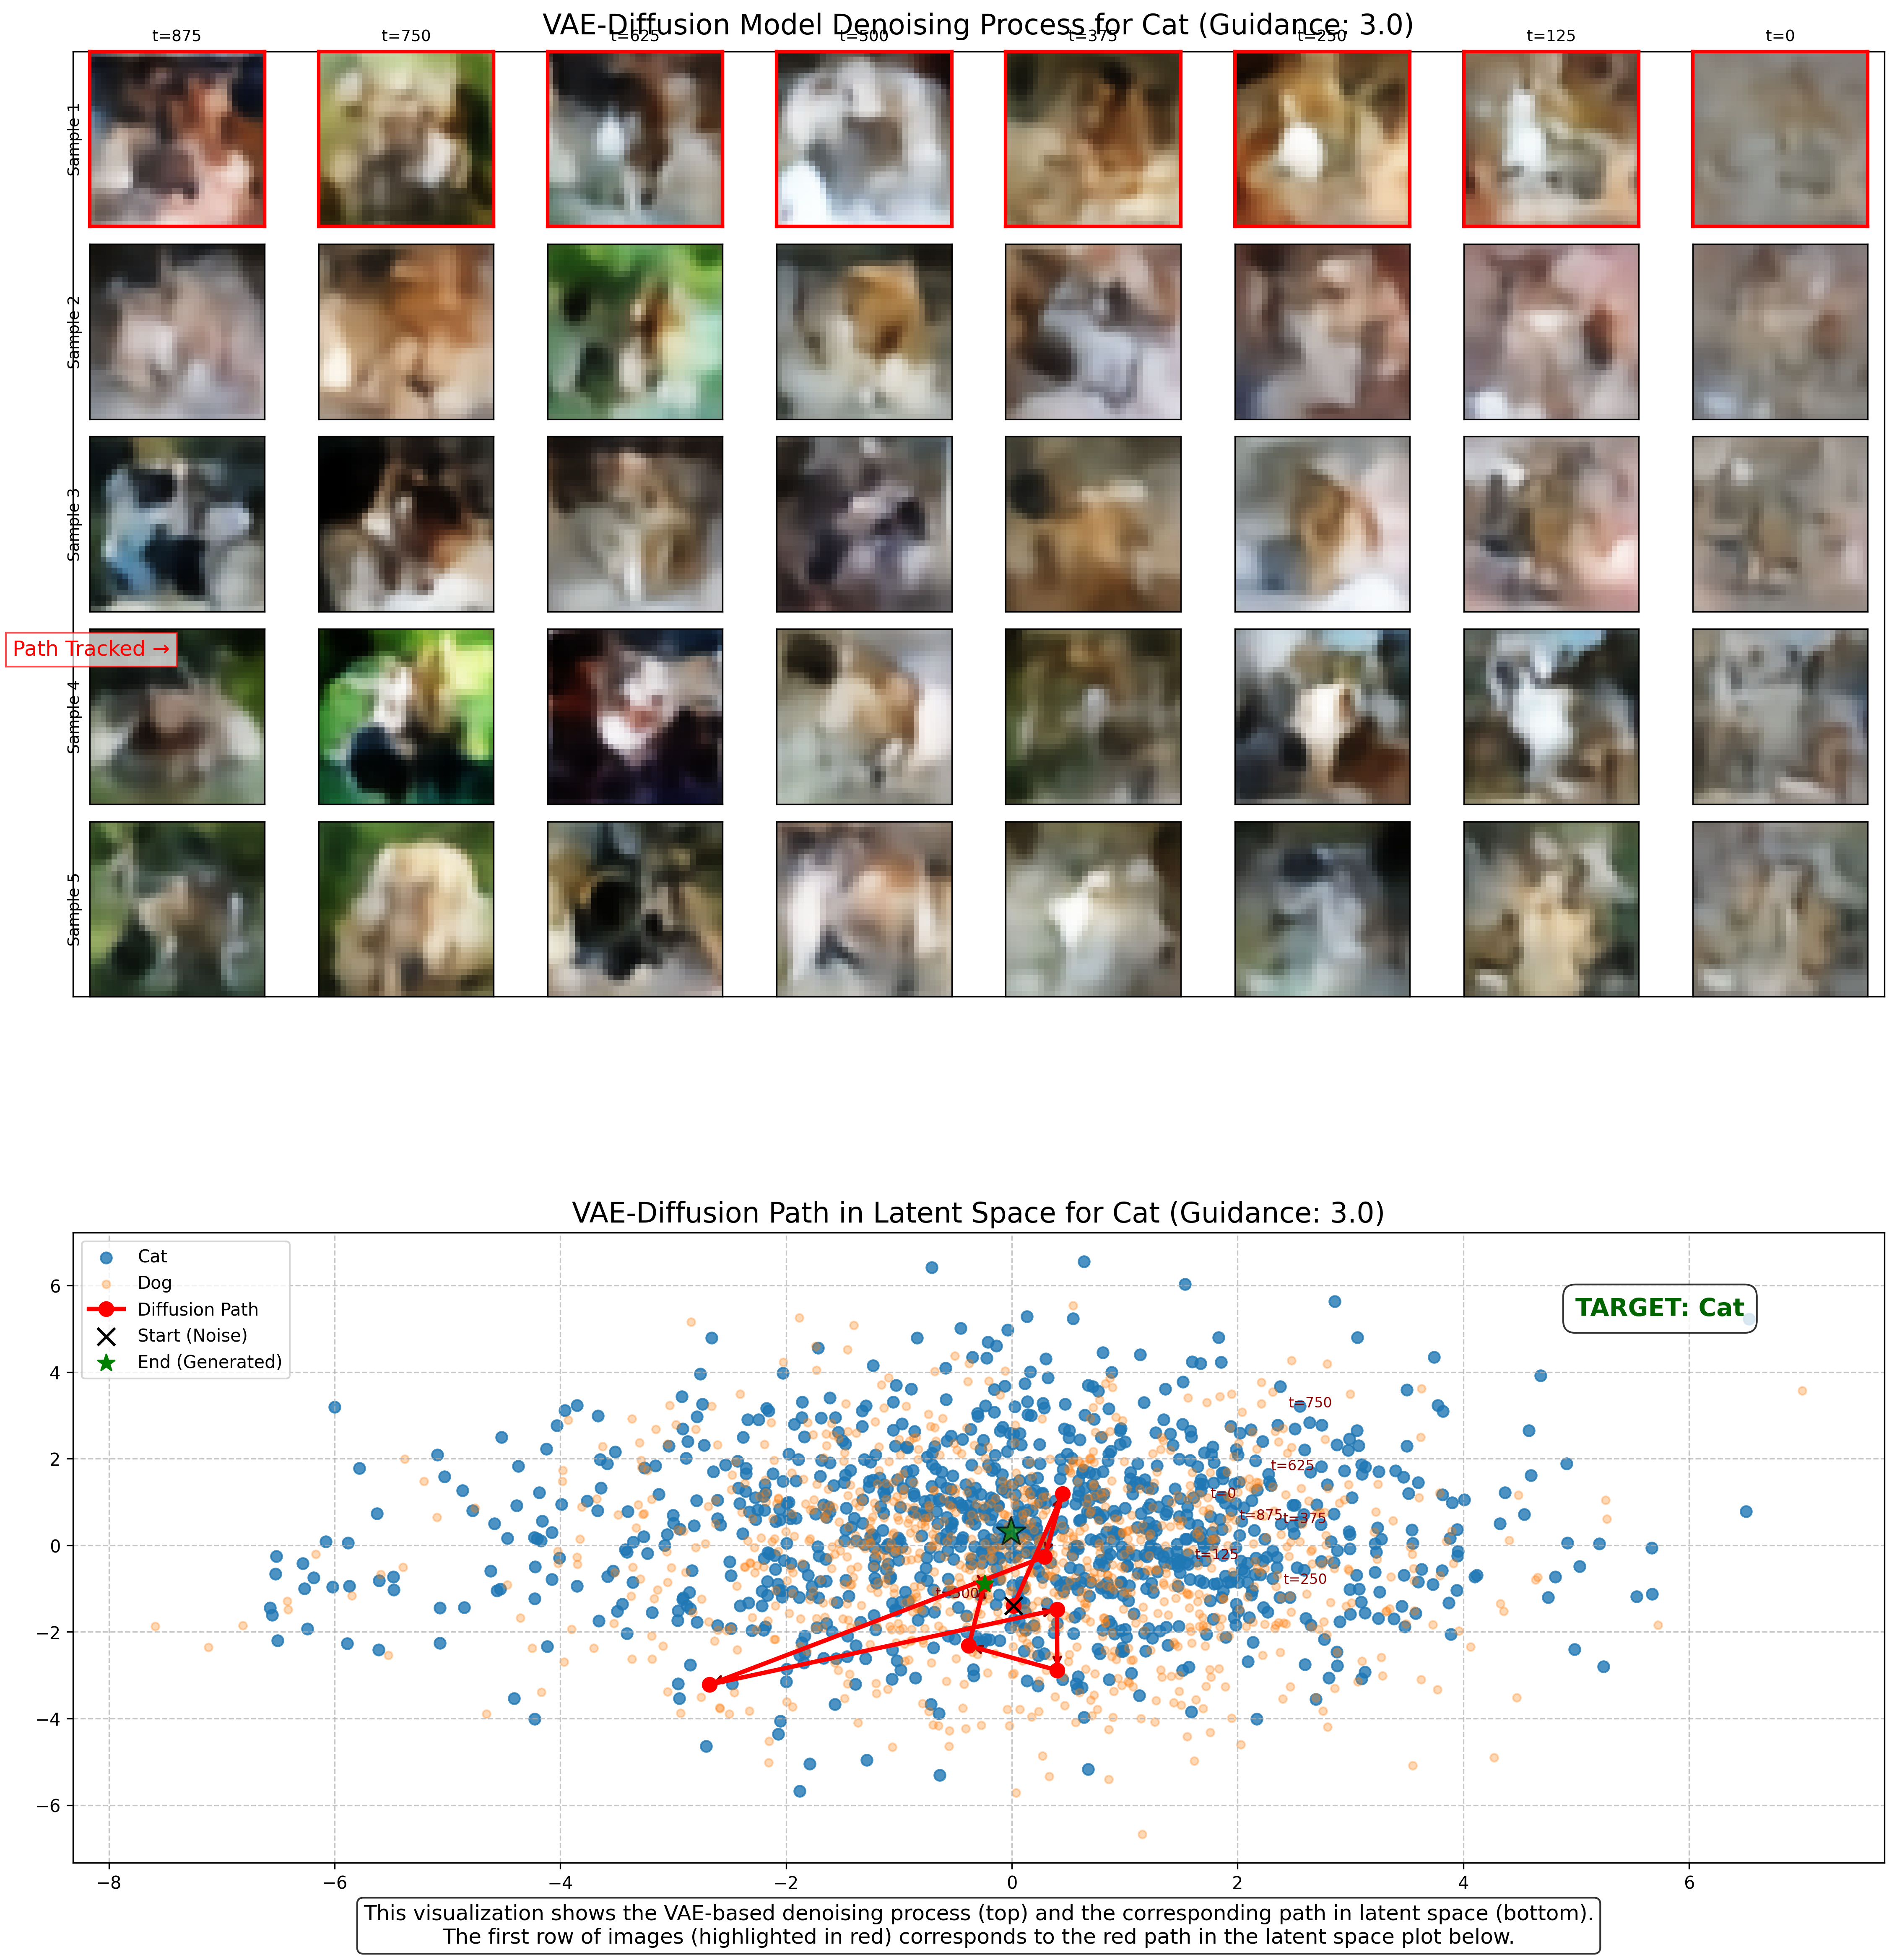 VAE-Diffusion Model Denoising Process for Cat (Guidance: 3.0)
t=875 t=750 t=625 t=500 t=375 t=250 t=125 t=0
Sample 1
Sample 2
Sample 3
Path Tracked →
Sample 4
Sample 5
VAE-Diffusion Path in Latent Space for Cat (Guidance: 3.0)
Cat
Dog
Diffusion Path
Start (Noise)
End (Generated)
TARGET: Cat
t=750
t=625
t=0
t=875 t=375
t=125
t=250
t=500
6
4
2
0
−2
−4
−6
−8 −6 −4 −2 0 2 4 6
This visualization shows the VAE-based denoising process (top) and the corresponding path in latent space (bottom).
The first row of images (highlighted in red) corresponds to the red path in the latent space plot below.